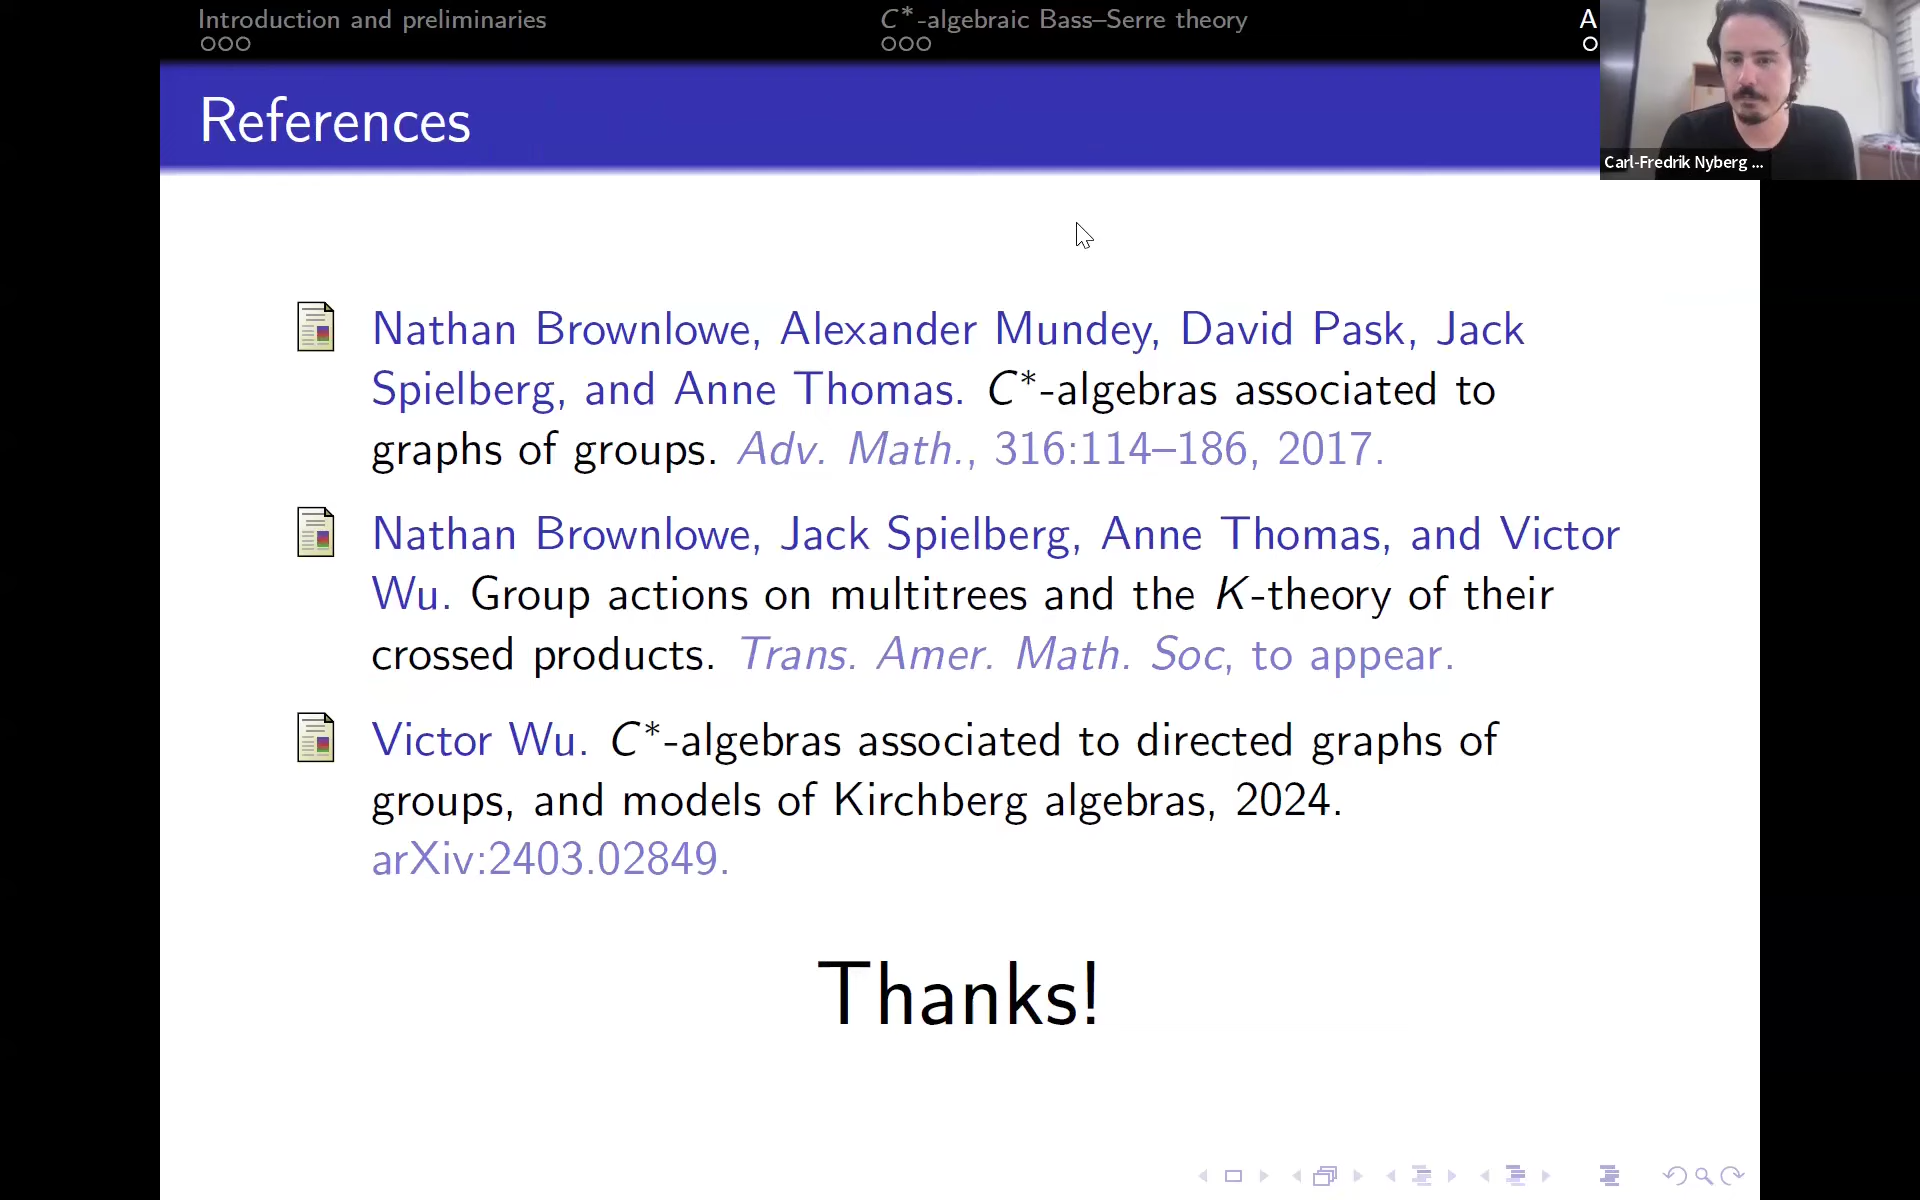 Introduction and preliminaries
C*-algebraic Bass–Serre theory
A
References
Carl-Fredrik Nyberg ...
Nathan Brownlowe, Alexander Mundey, David Pask, Jack
Spielberg, and Anne Thomas. C*-algebras associated to
graphs of groups. Adv. Math., 316:114–186, 2017.
Nathan Brownlowe, Jack Spielberg, Anne Thomas, and Victor
Wu. Group actions on multitrees and the K-theory of their
crossed products. Trans. Amer. Math. Soc, to appear.
Victor Wu. C*-algebras associated to directed graphs of
groups, and models of Kirchberg algebras, 2024.
arXiv:2403.02849.
Thanks!